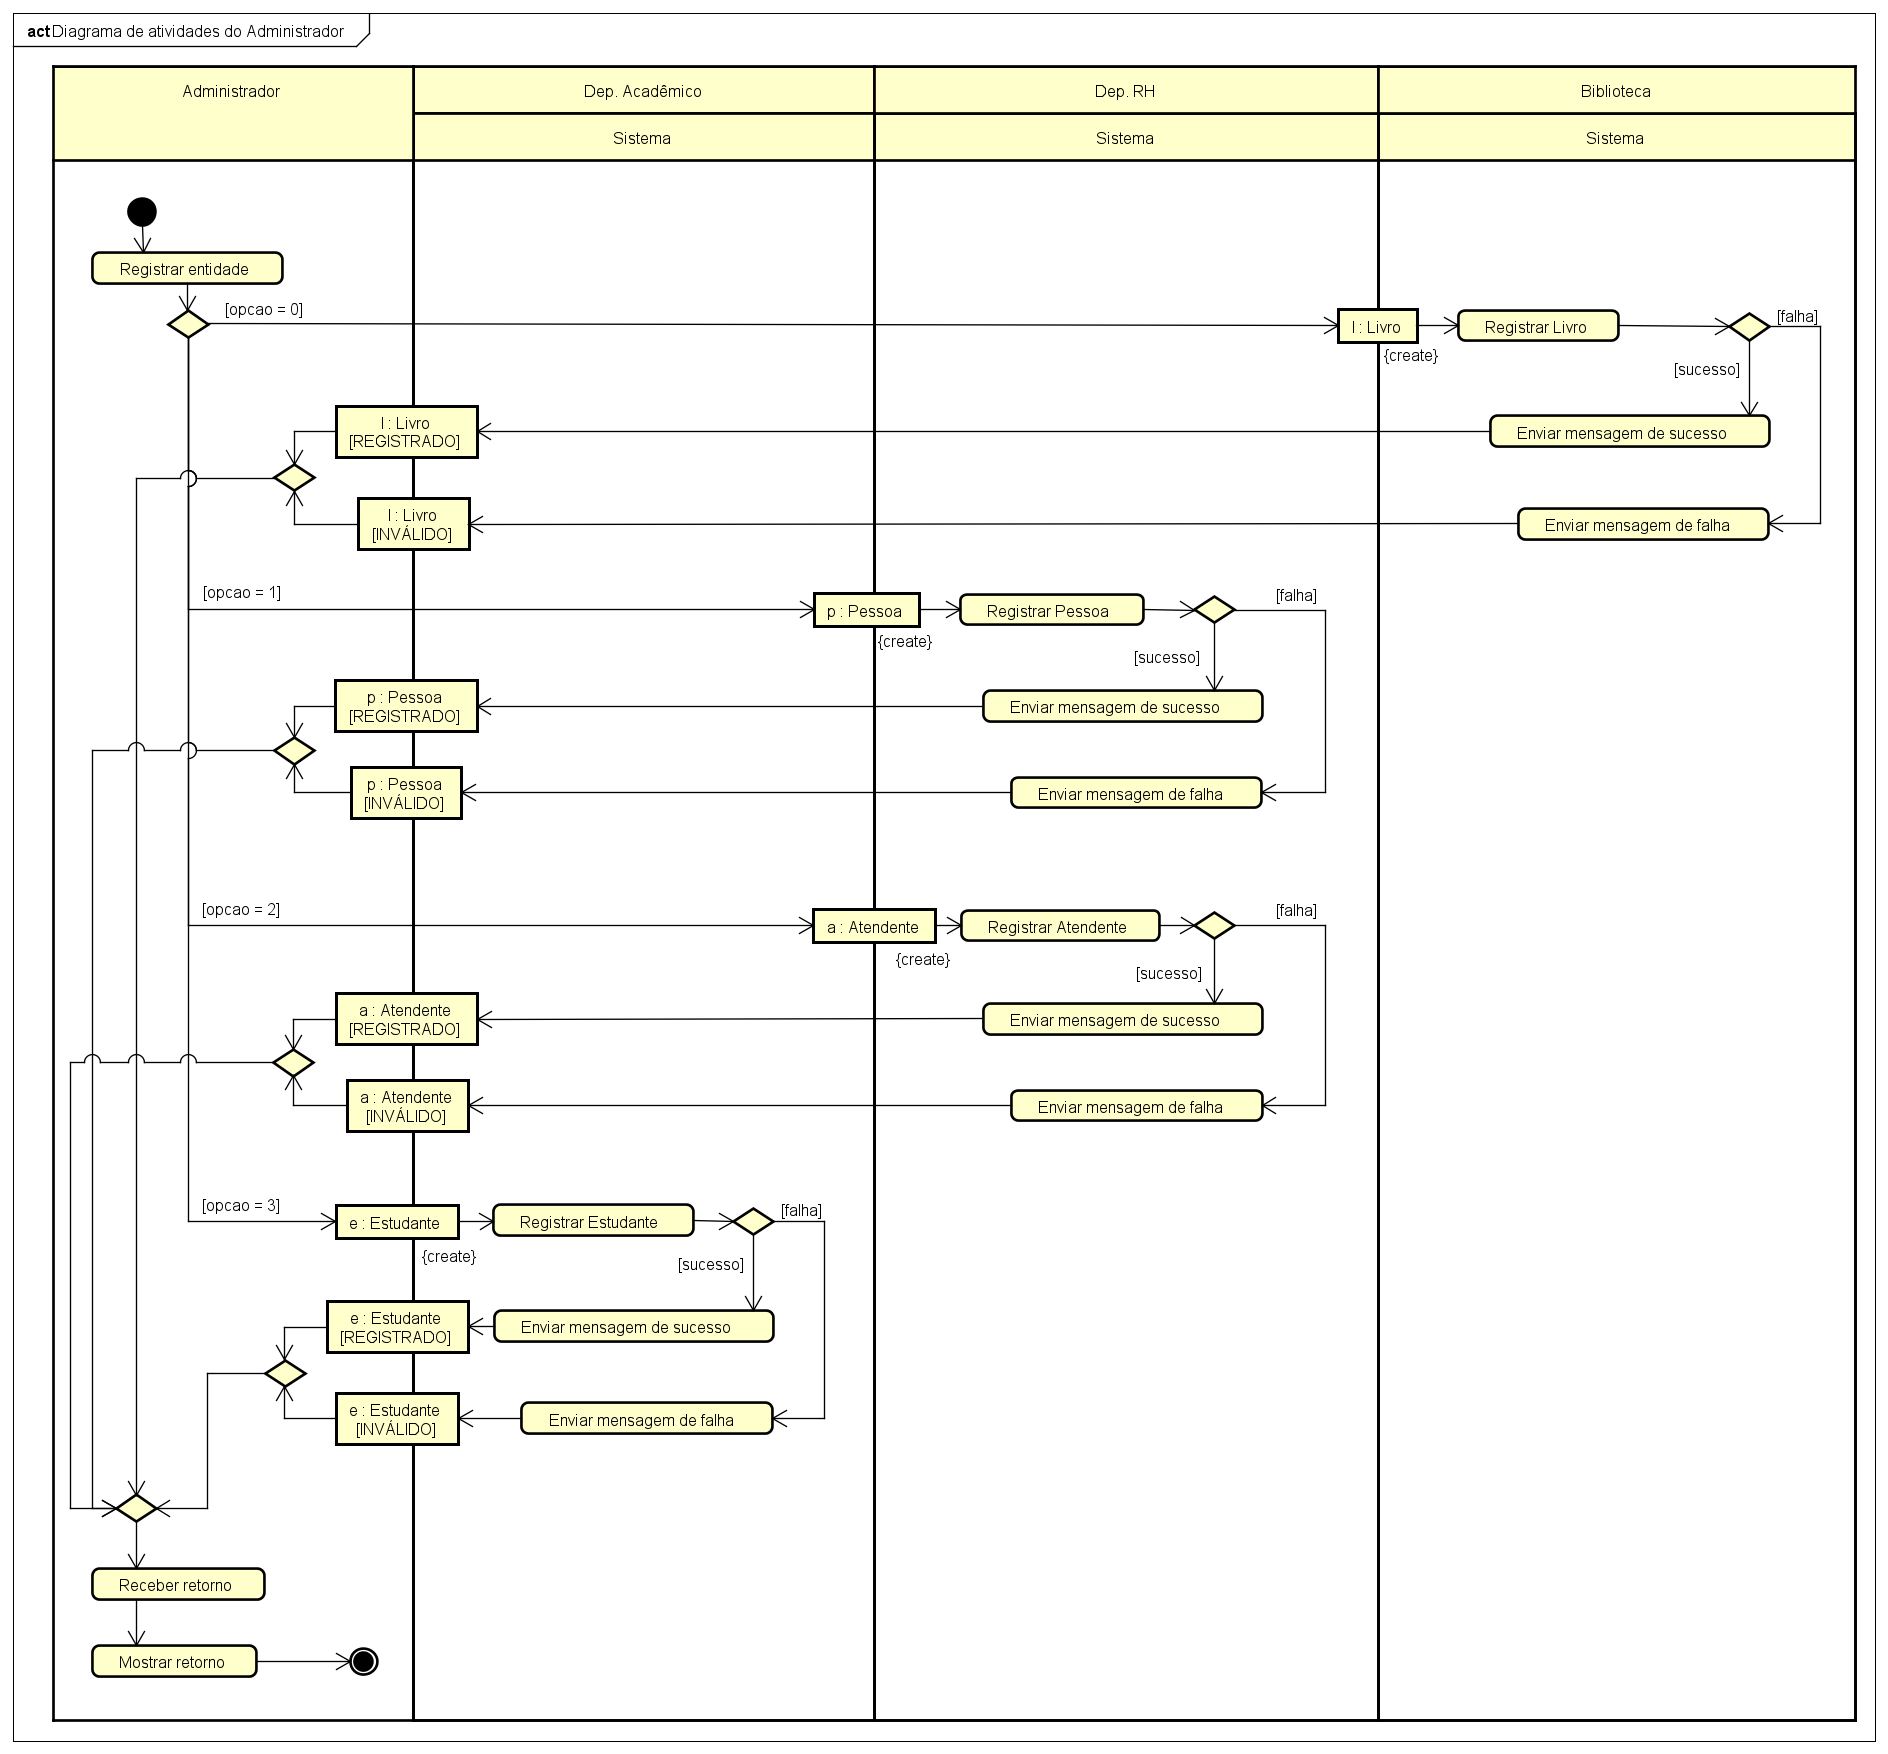 act Diagrama de atividades do Administrador
Administrador
Dep. Acadêmico
Dep. RH
Biblioteca
Sistema
Sistema
Sistema
Registrar entidade
[opcao = 0]
l : Livro
{create}
Registrar Livro
[falha]
[sucesso]
l : Livro
[REGISTRADO]
Enviar mensagem de sucesso
l : Livro
[INVÁLIDO]
Enviar mensagem de falha
[opcao = 1]
p : Pessoa
{create}
Registrar Pessoa
[falha]
[sucesso]
p : Pessoa
[REGISTRADO]
Enviar mensagem de sucesso
p : Pessoa
[INVÁLIDO]
Enviar mensagem de falha
[opcao = 2]
a : Atendente
{create}
Registrar Atendente
[falha]
[sucesso]
a : Atendente
[REGISTRADO]
Enviar mensagem de sucesso
a : Atendente
[INVÁLIDO]
Enviar mensagem de falha
[opcao = 3]
e : Estudante
{create}
Registrar Estudante
[falha]
[sucesso]
e : Estudante
[REGISTRADO]
Enviar mensagem de sucesso
e : Estudante
[INVÁLIDO]
Enviar mensagem de falha
Receber retorno
Mostrar retorno